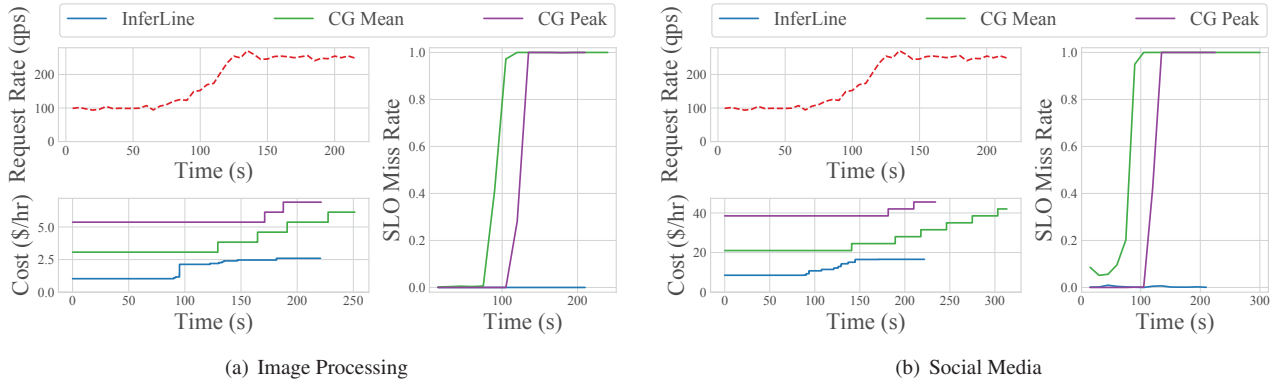 InferLine CG Mean CG Peak
Request Rate (qps)
200
100
0
0 50 100 150 200
Time (s)
Cost ($/hr)
5.0
2.5
0.0
0 50 100 150 200 250
Time (s)
SLO Miss Rate
1.0
0.8
0.6
0.4
0.2
0.0
100 200
Time (s)
(a) Image Processing
InferLine CG Mean CG Peak
Request Rate (qps)
200
100
0
0 50 100 150 200
Time (s)
Cost ($/hr)
40
20
0
0 50 100 150 200 250 300
Time (s)
SLO Miss Rate
1.0
0.8
0.6
0.4
0.2
0.0
100 200 300
Time (s)
(b) Social Media